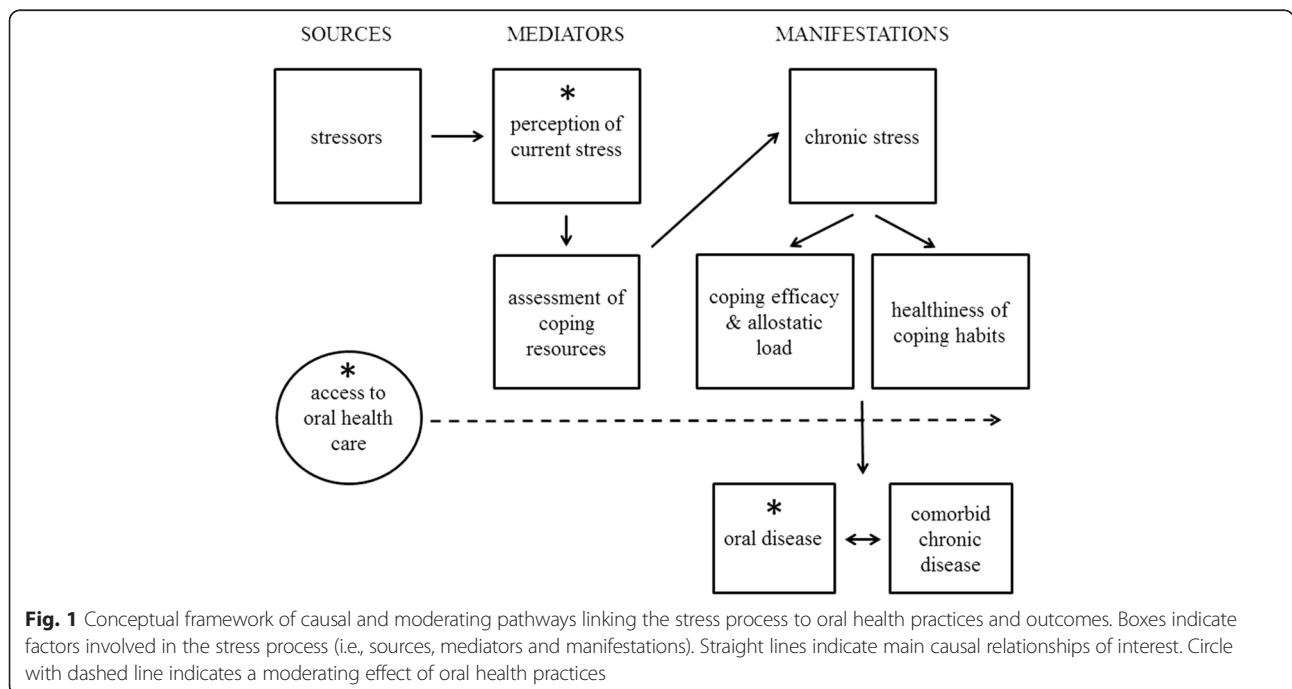 SOURCES MEDIATORS MANIFESTATIONS
stressors
*
perception of
current stress
chronic stress
assessment of
coping
resources
coping efficacy
& allostatic
load
healthiness of
coping habits
*
access to
oral health
care
*
oral disease
comorbid
chronic
disease
Fig. 1 Conceptual framework of causal and moderating pathways linking the stress process to oral health practices and outcomes. Boxes indicate
factors involved in the stress process (i.e., sources, mediators and manifestations). Straight lines indicate main causal relationships of interest. Circle
with dashed line indicates a moderating effect of oral health practices